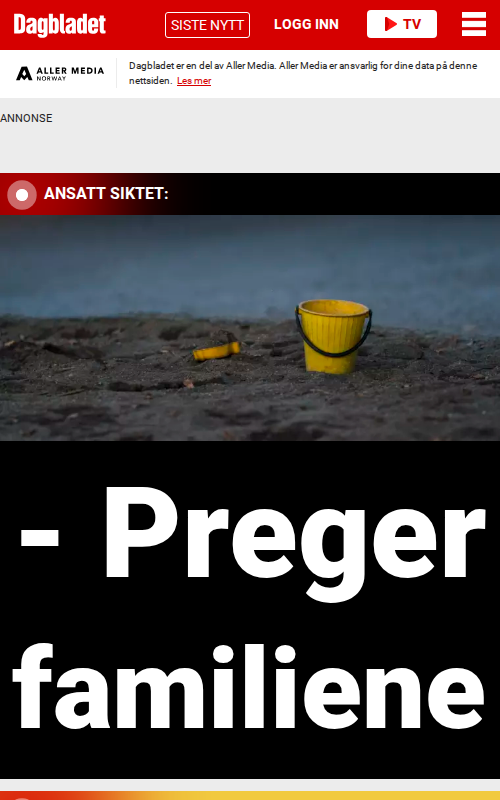 Dagbladet SISTE NYTT LOGG INN TV
ALLER MEDIA
NORWAY
Dagbladet er en del av Aller Media. Aller Media er ansvarlig for dine data på denne
nettsiden. Les mer
ANNONSE
ANSATT SIKTET:
- Preger
familiene